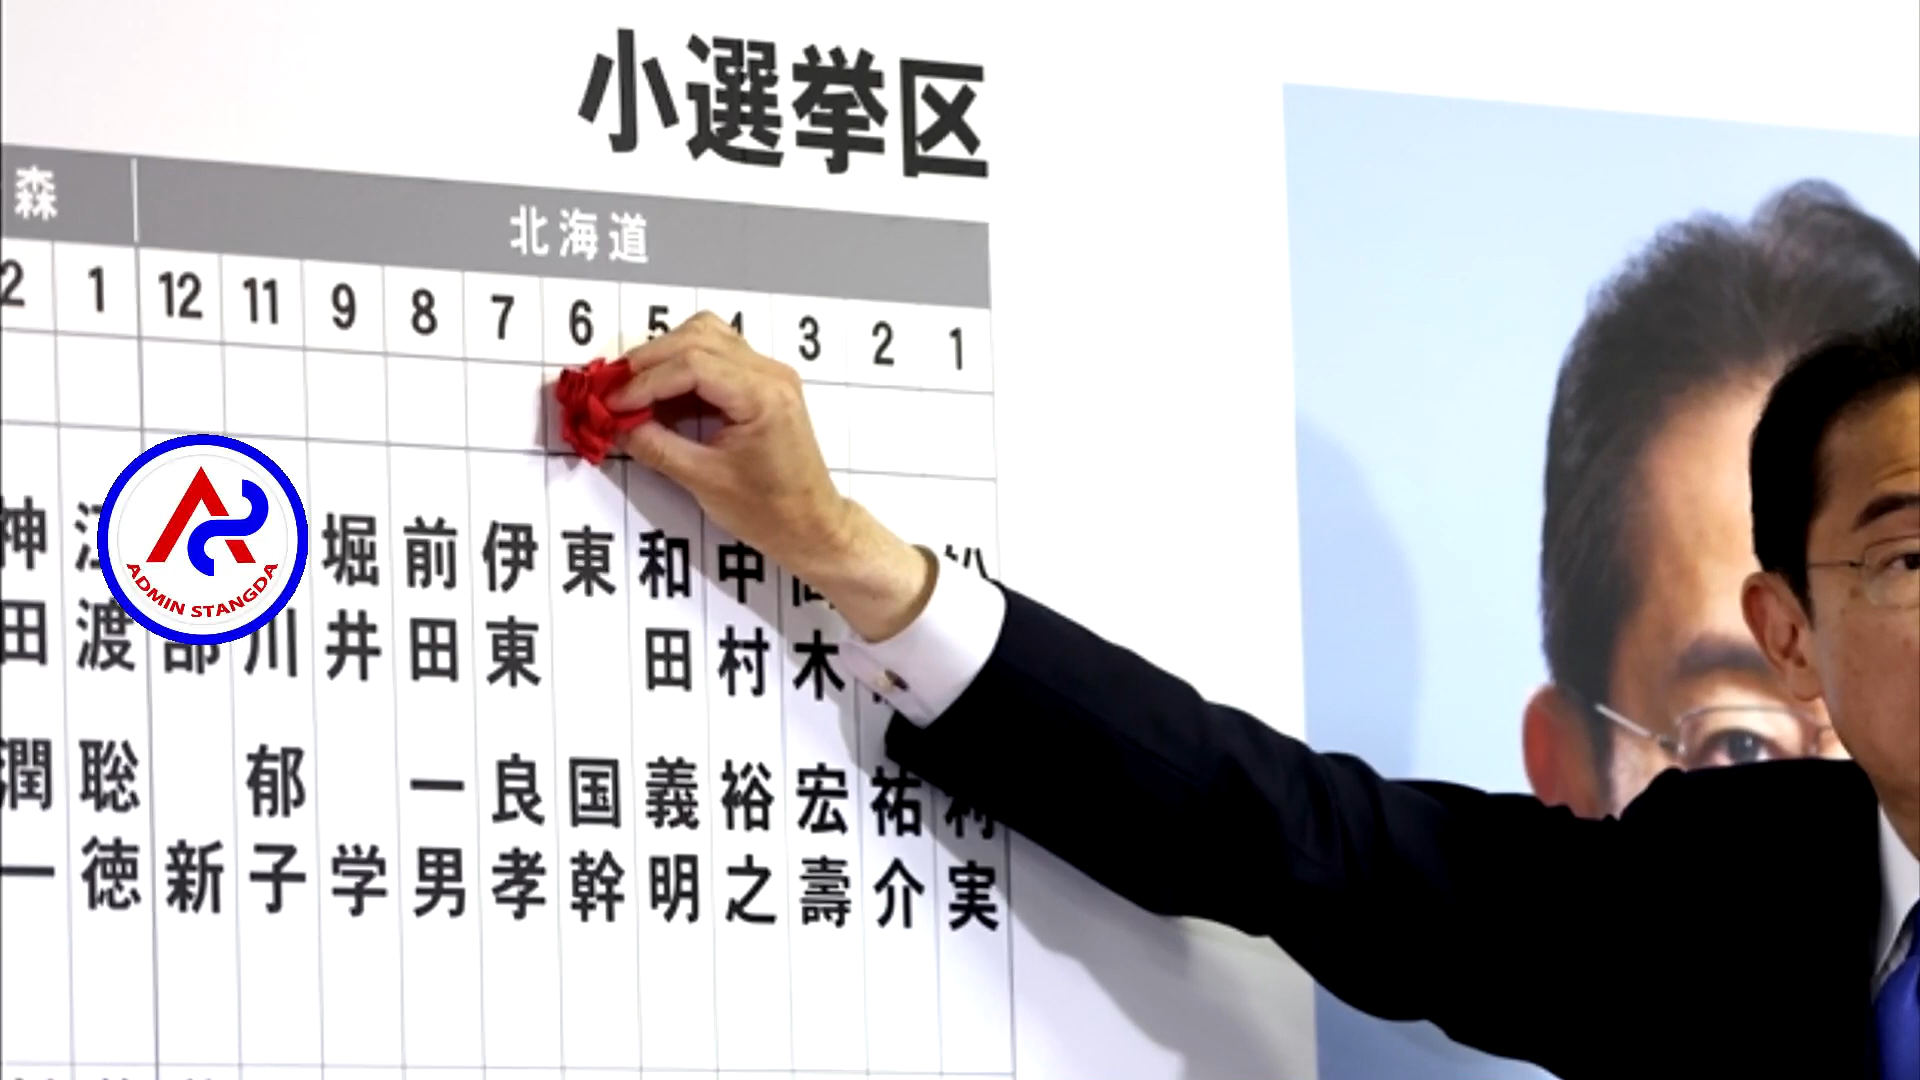 小選挙区
北海道
森
1
2
3
5
6
7
8
9
11
12
1
2
実
祐介
木宏壽
中村裕之
和田義明
東国幹
伊東良孝
前田一男
堀井学
川郁子
部新
渡聡徳
神田潤一
ADMIN STANGDA